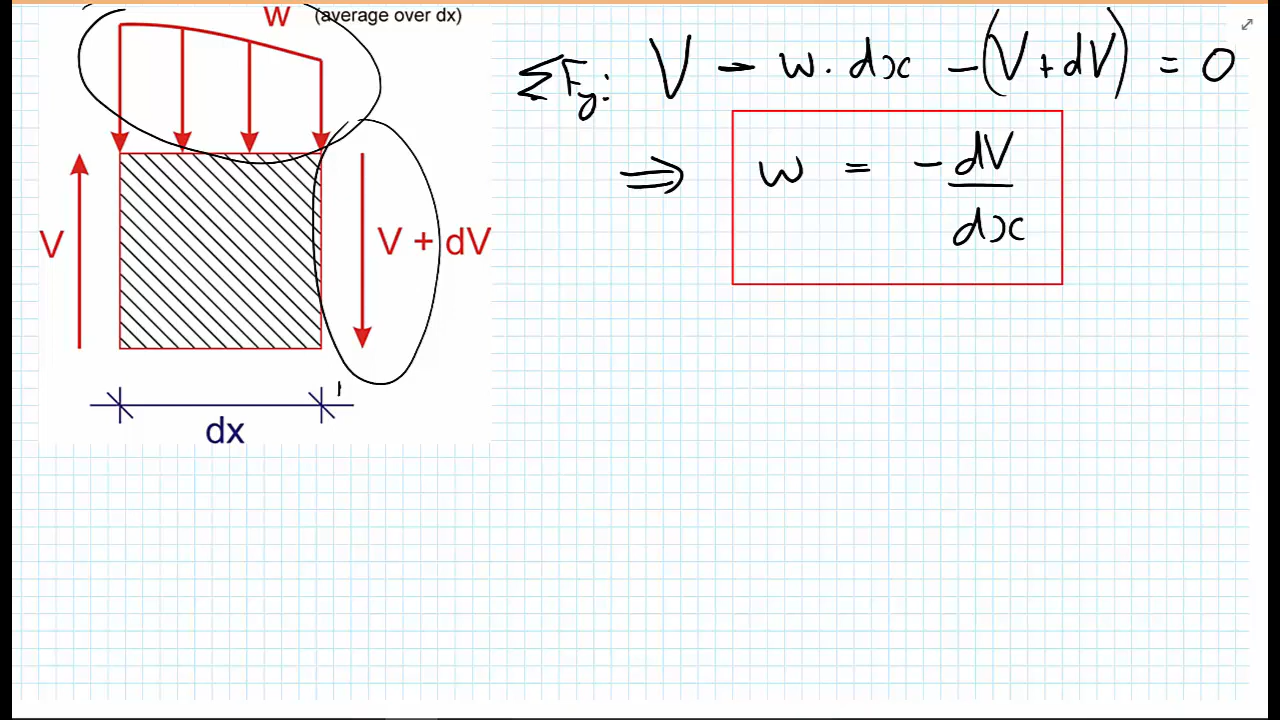 w (average over dx)
ΣFy: V - w. dx - (V + dV) = 0
⇒ w = - dV
dx
V
V + dV
dx